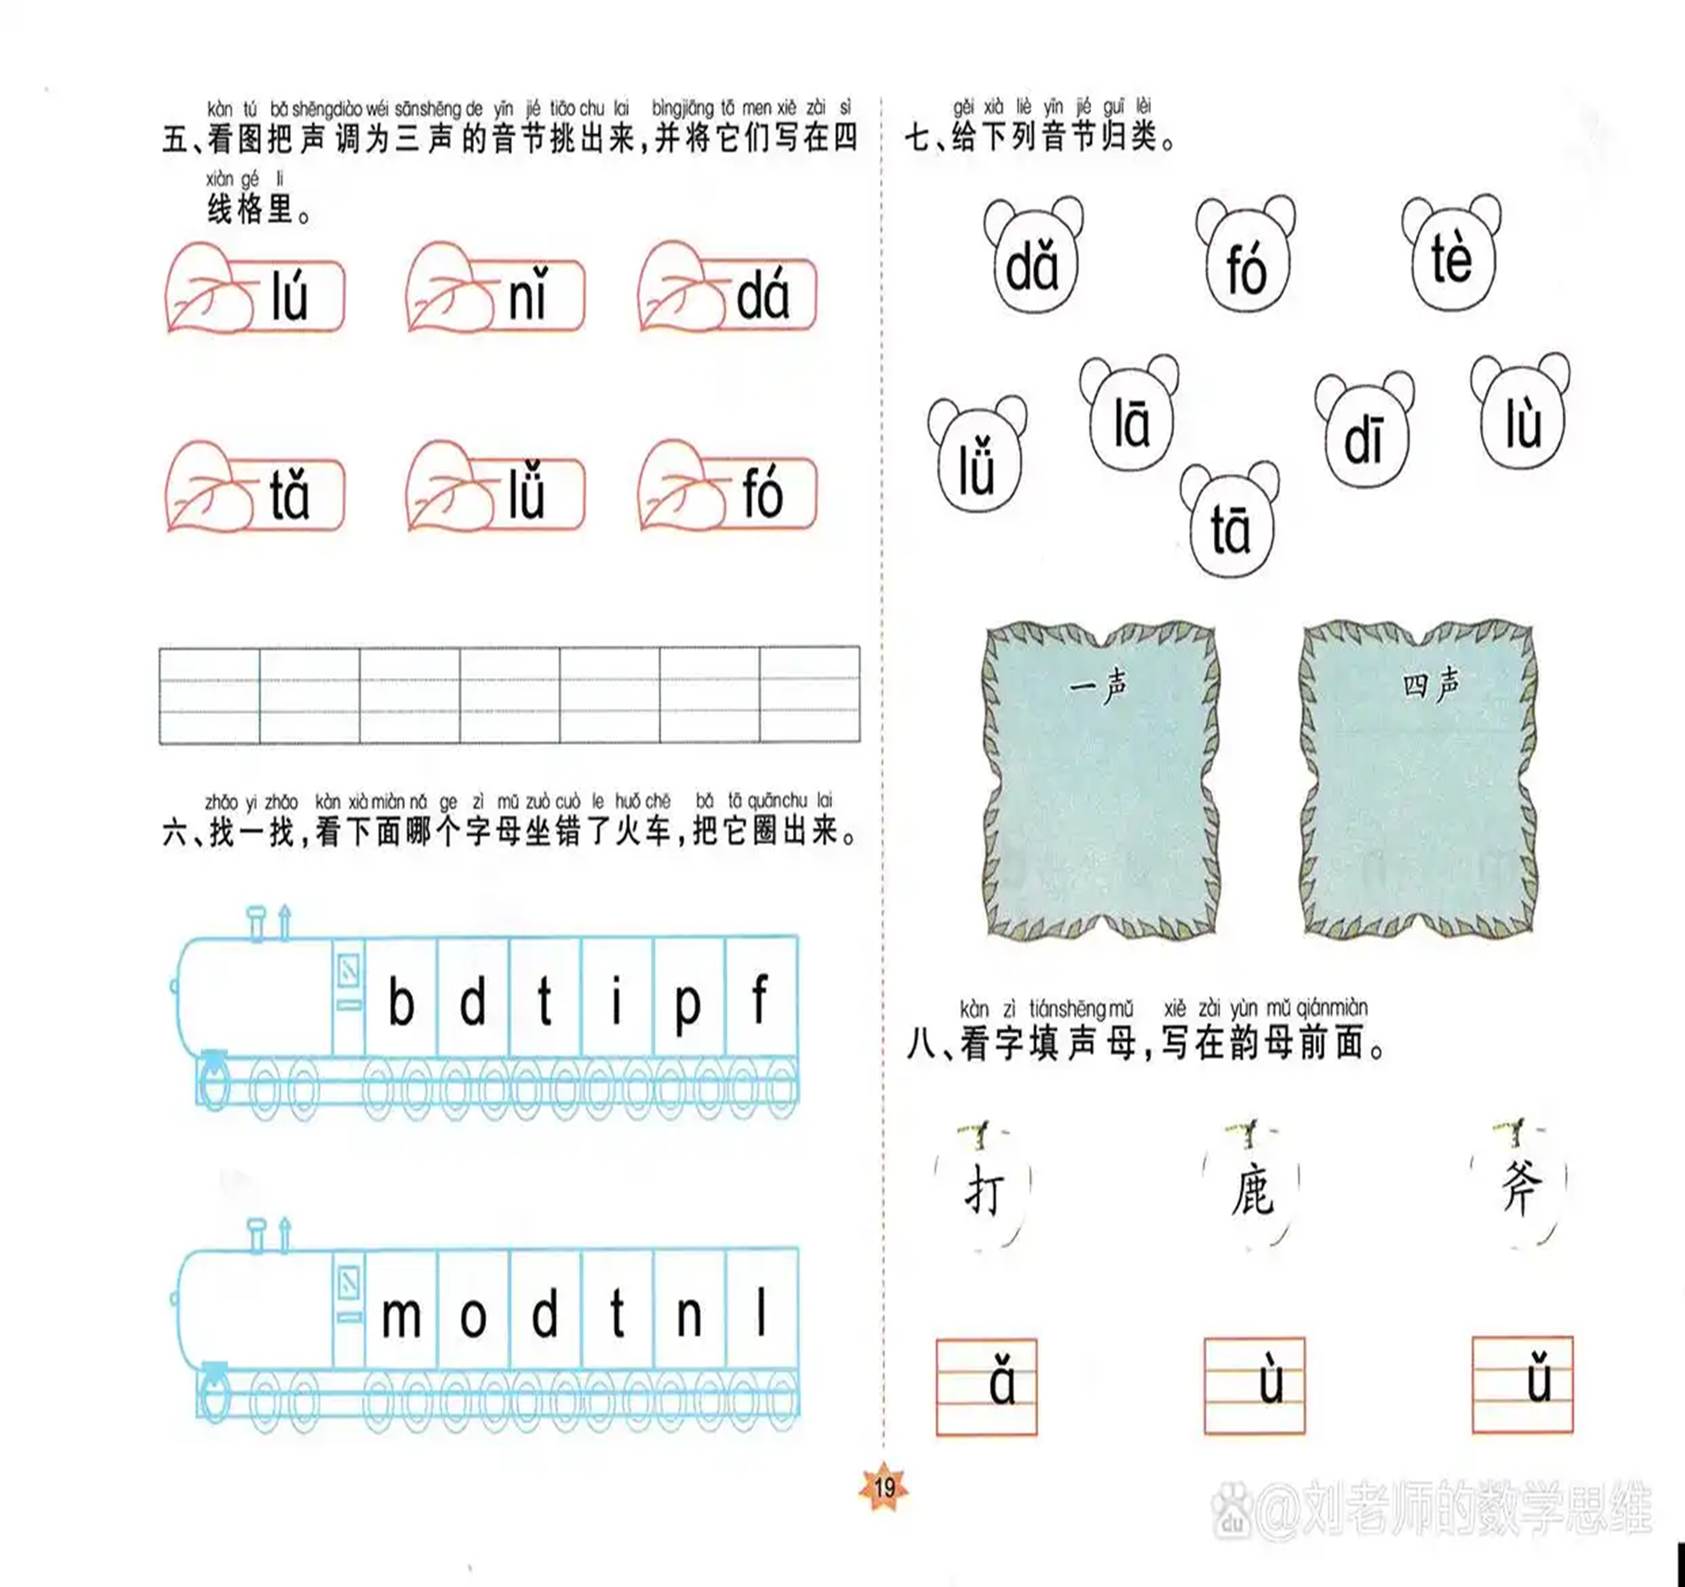 kàn tú bǎ shēngdiào wéi sānshēng de yīn jié tiāo chu lai bìngjiāng tā men xiě zài sì
五、看图把声调为三声的音节挑出来,并将它们写在四
xiàn gé li
线格里。
lú nǐ dá
tǎ lǚ fó
zhǎo yi zhǎo kàn xià miàn nǎ ge zì mǔ zuò cuò le huǒ chē bǎ tā quānchu lai
六、找一找,看下面哪个字母坐错了火车,把它圈出来。
b d t i p f
m o d t n l
gěi xià liè yīn jié guī lèi
七、给下列音节归类。
dǎ fó tè
lǚ lā dī lù
tā
一声 四声
kàn zì tiánshēng mǔ xiě zài yùn mǔ qiánmiàn
八、看字填声母,写在韵母前面。
打 鹿 斧
ǎ ù ǔ
19
du @刘老师的数学思维